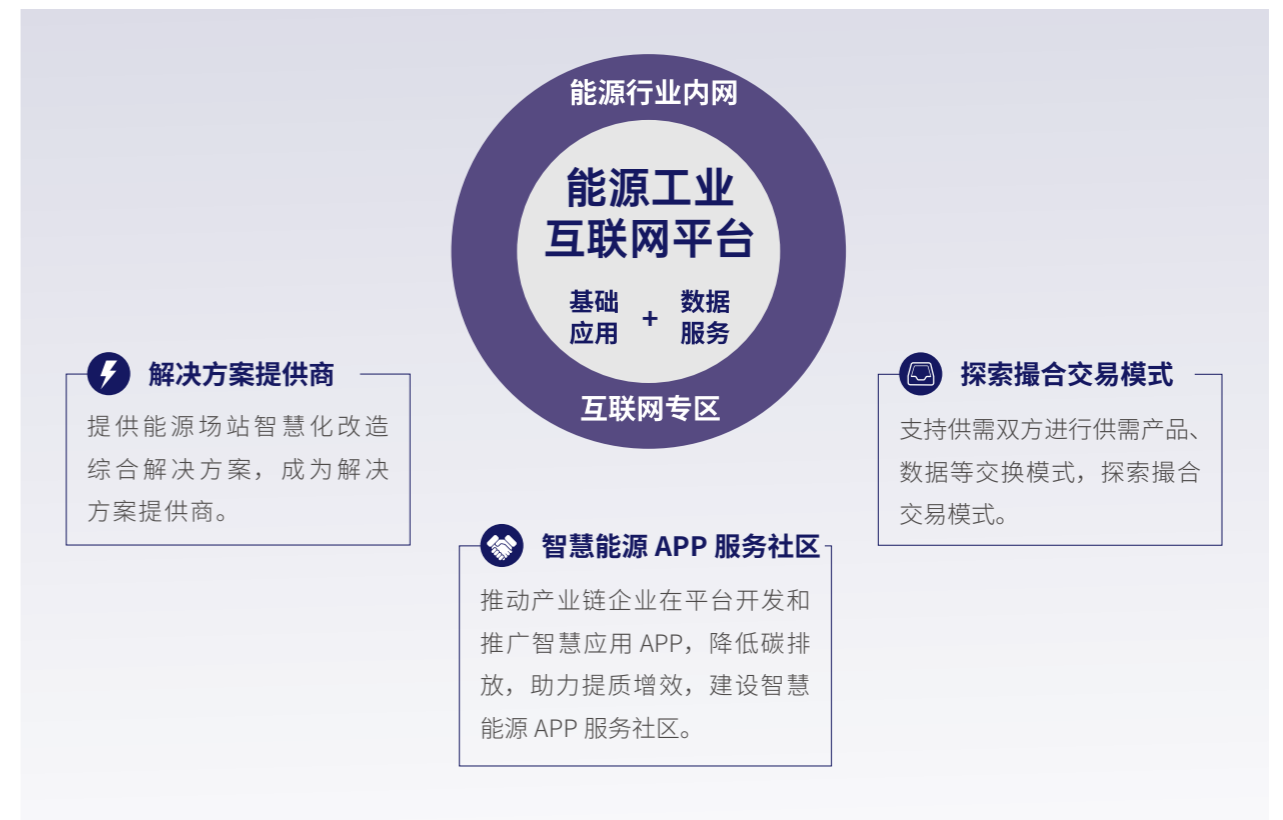 能源行业内网
能源工业
互联网平台
基础
应用
+
数据
服务
互联网专区
解决方案提供商
提供能源场站智慧化改造
综合解决方案，成为解决
方案提供商。
智慧能源 APP 服务社区
推动产业链企业在平台开发和
推广智慧应用 APP，降低碳排
放，助力提质增效，建设智慧
能源 APP 服务社区。
探索撮合交易模式
支持供需双方进行供需产品、
数据等交换模式，探索撮合
交易模式。